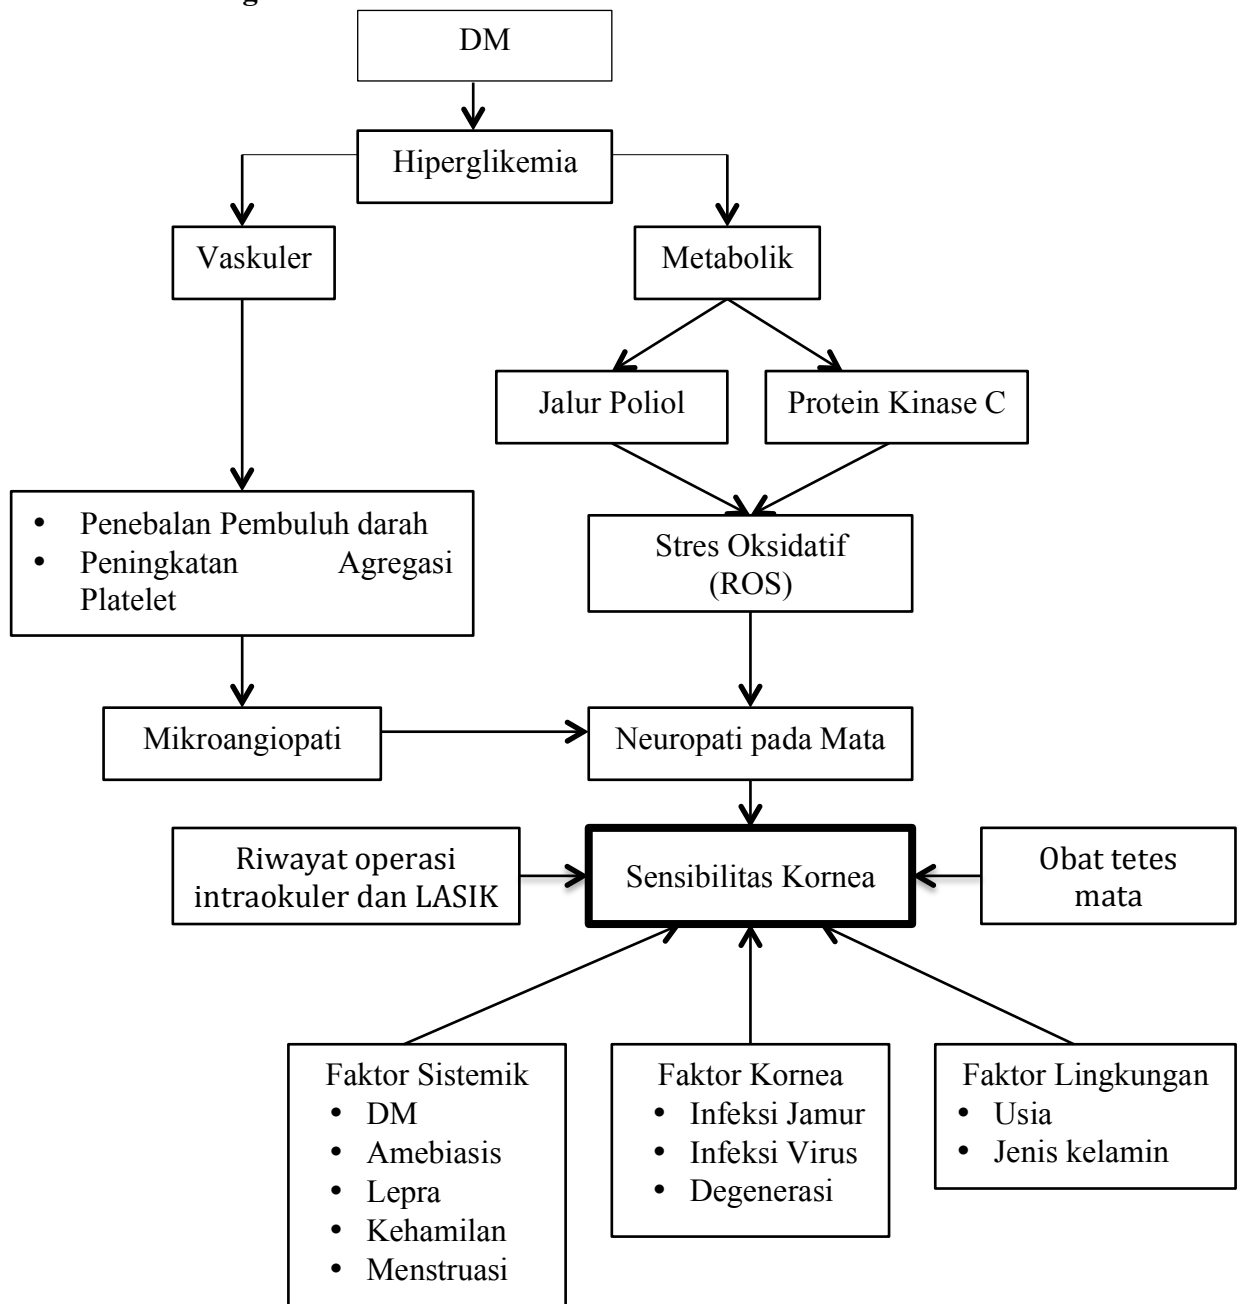 DM
Hiperglikemia
Vaskuler
Metabolik
Jalur Poliol
Protein Kinase C
• Penebalan Pembuluh darah
• Peningkatan Agregasi
Platelet
Stres Oksidatif
(ROS)
Mikroangiopati
Neuropati pada Mata
Riwayat operasi
intraokuler dan LASIK
Sensibilitas Kornea
Obat tetes
mata
Faktor Sistemik
• DM
• Amebiasis
• Lepra
• Kehamilan
• Menstruasi
Faktor Kornea
• Infeksi Jamur
• Infeksi Virus
• Degenerasi
Faktor Lingkungan
• Usia
• Jenis kelamin